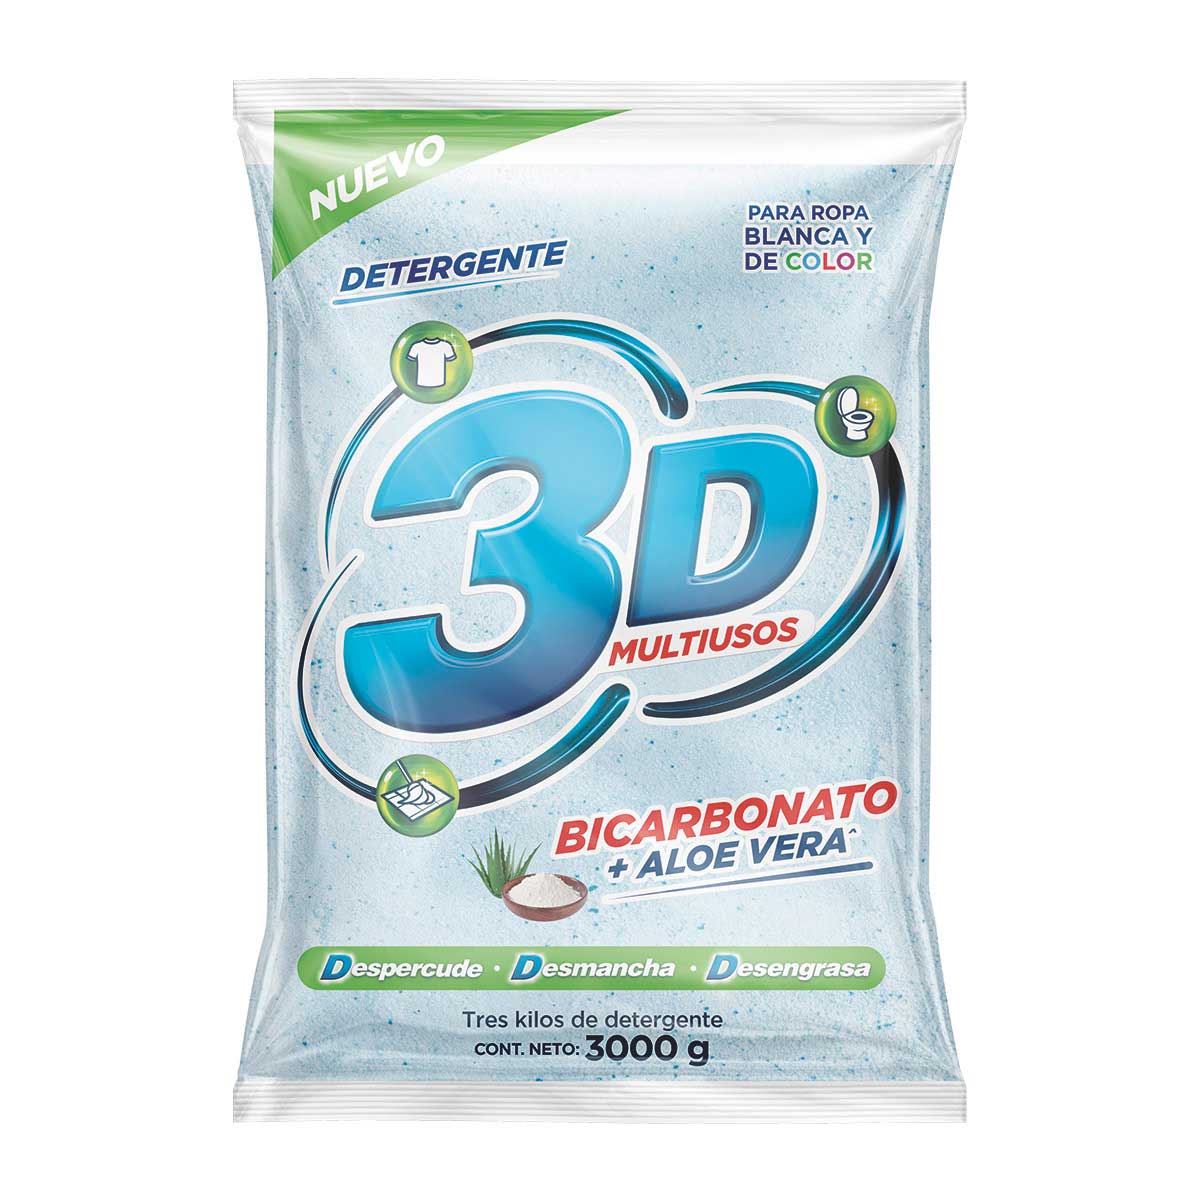 NUEVO
DETERGENTE
PARA ROPA
BLANCA Y
DE COLOR
3D
MULTIUSOS
BICARBONATO
+ ALOE VERA^
Despercude · Desmancha · Desengrasa
Tres kilos de detergente
CONT. NETO: 3000 g